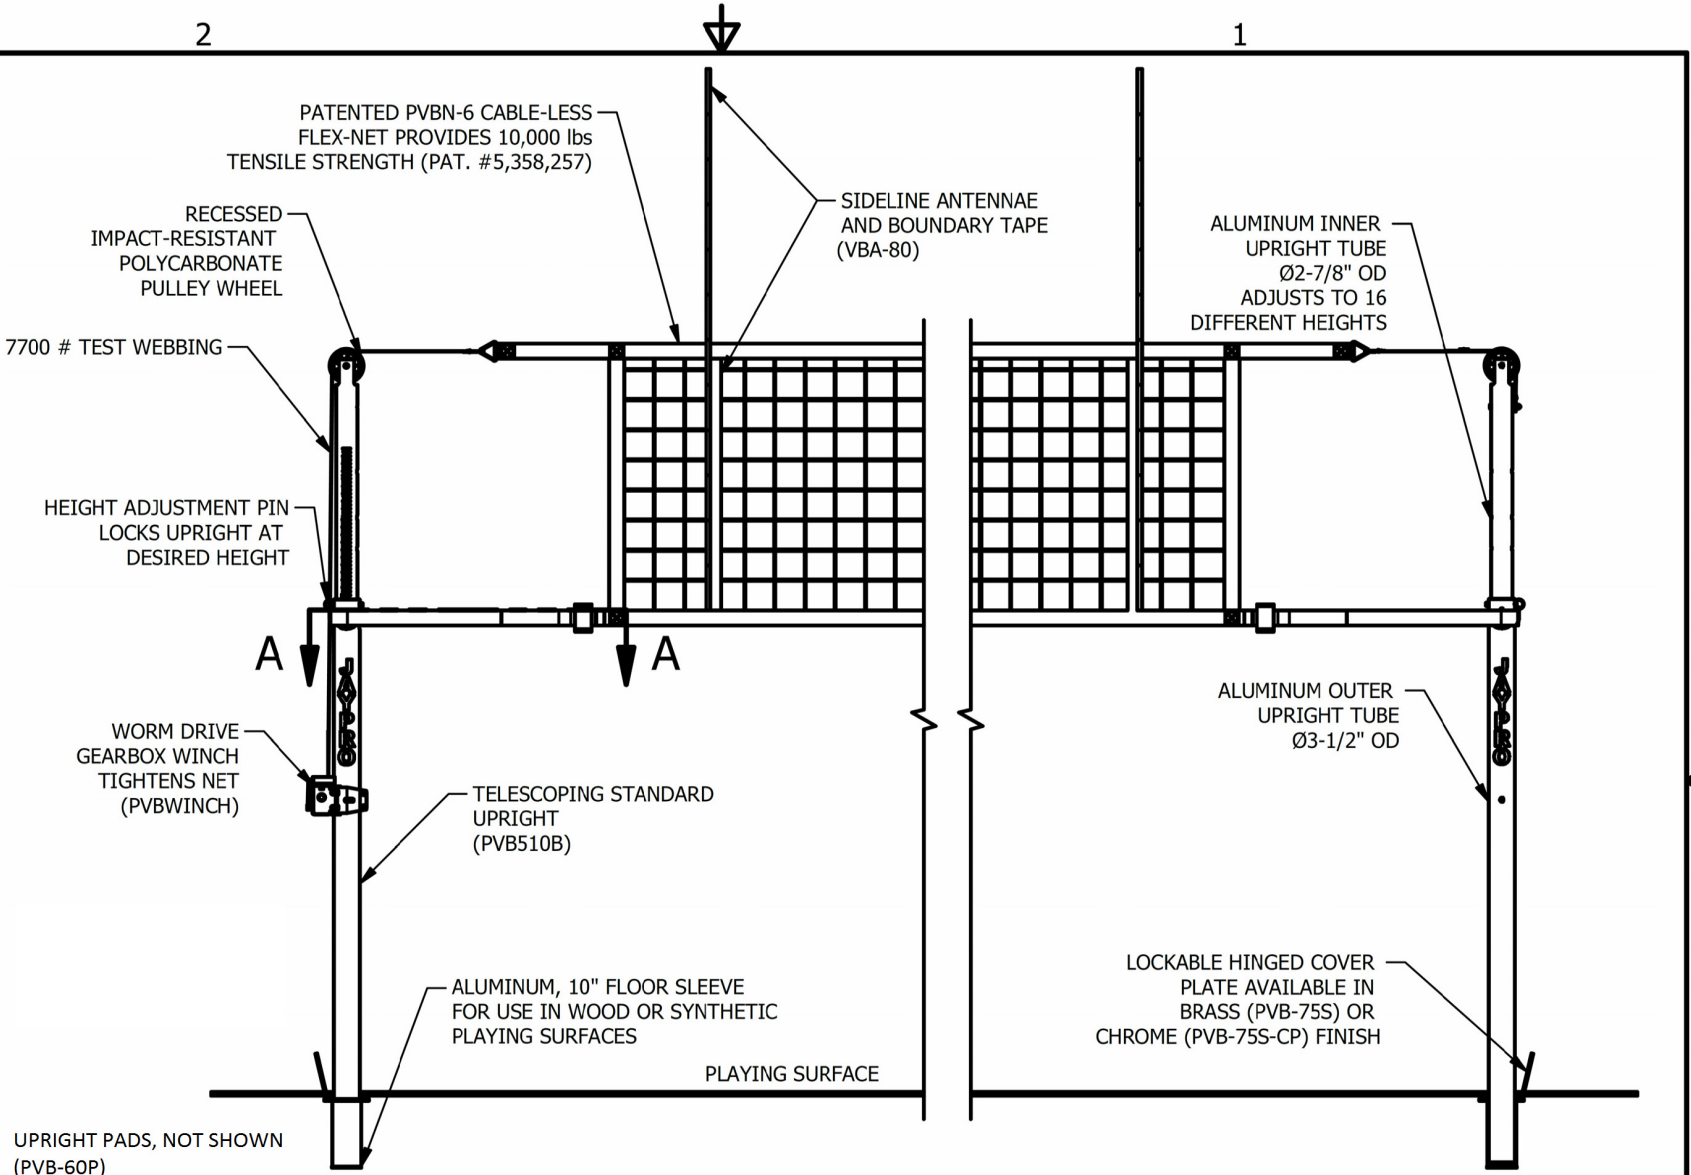 2
1
PATENTED PVBN-6 CABLE-LESS
FLEX-NET PROVIDES 10,000 lbs
TENSILE STRENGTH (PAT. #5,358,257)
RECESSED
IMPACT-RESISTANT
POLYCARBONATE
PULLEY WHEEL
SIDELINE ANTENNAE
AND BOUNDARY TAPE
(VBA-80)
ALUMINUM INNER
UPRIGHT TUBE
Ø2-7/8" OD
ADJUSTS TO 16
DIFFERENT HEIGHTS
7700 # TEST WEBBING
HEIGHT ADJUSTMENT PIN
LOCKS UPRIGHT AT
DESIRED HEIGHT
A
A
JAYPRO
JAYPRO
WORM DRIVE
GEARBOX WINCH
TIGHTENS NET
(PVBWINCH)
ALUMINUM OUTER
UPRIGHT TUBE
Ø3-1/2" OD
TELESCOPING STANDARD
UPRIGHT
(PVB510B)
ALUMINUM, 10" FLOOR SLEEVE
FOR USE IN WOOD OR SYNTHETIC
PLAYING SURFACES
LOCKABLE HINGED COVER
PLATE AVAILABLE IN
BRASS (PVB-75S) OR
CHROME (PVB-75S-CP) FINISH
PLAYING SURFACE
UPRIGHT PADS, NOT SHOWN
(PVB-60P)